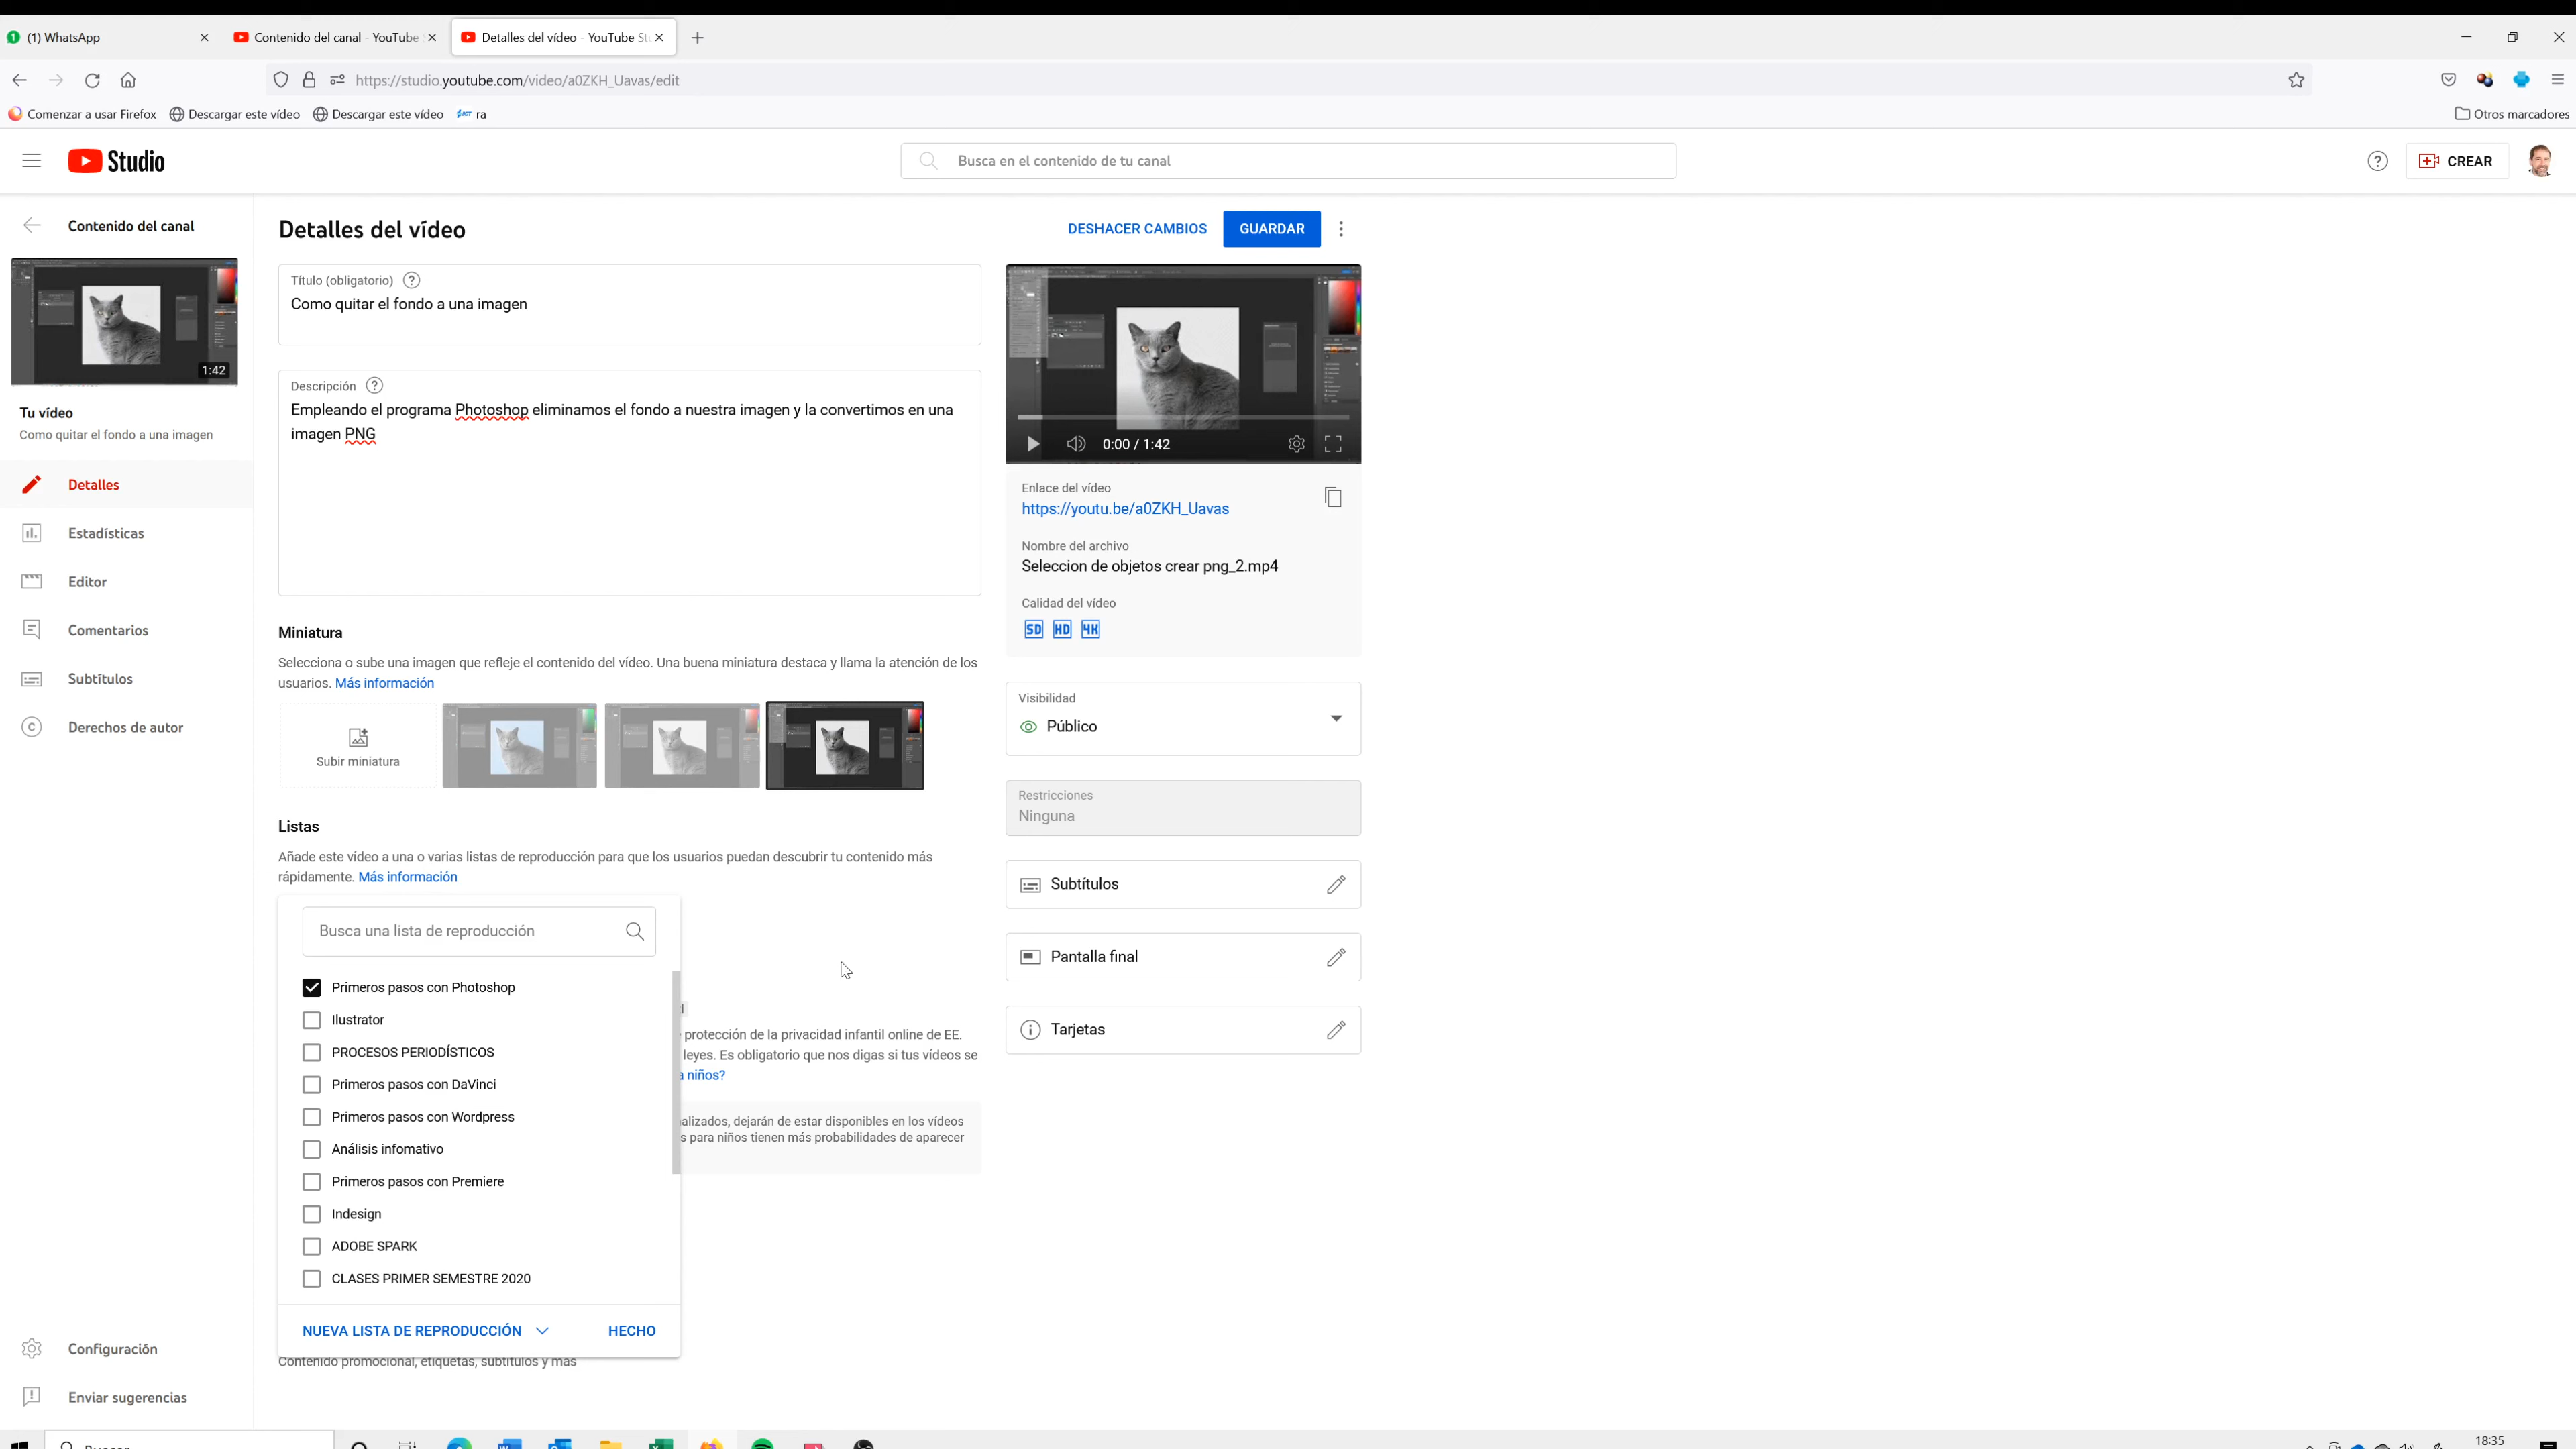 (1) WhatsApp
Contenido del canal - YouTube
Detalles del vídeo - YouTube St
https://studio.youtube.com/video/a0ZKH_Uavas/edit
Comenzar a usar Firefox
Descargar este vídeo
Descargar este vídeo
ra
Otros marcadores
Studio
Busca en el contenido de tu canal
CREAR
Contenido del canal
1:42
Tu vídeo
Como quitar el fondo a una imagen
Detalles
Estadísticas
Editor
Comentarios
Subtítulos
Derechos de autor
Configuración
Enviar sugerencias
Detalles del vídeo
DESHACER CAMBIOS
GUARDAR
Título (obligatorio)
Como quitar el fondo a una imagen
Descripción
Empleando el programa Photoshop eliminamos el fondo a nuestra imagen y la convertimos en una
imagen PNG
Miniatura
Selecciona o sube una imagen que refleje el contenido del vídeo. Una buena miniatura destaca y llama la atención de los
usuarios. Más información
Subir miniatura
Listas
Añade este vídeo a una o varias listas de reproducción para que los usuarios puedan descubrir tu contenido más
rápidamente. Más información
Busca una lista de reproducción
Primeros pasos con Photoshop
Ilustrator
PROCESOS PERIODÍSTICOS
Primeros pasos con DaVinci
Primeros pasos con Wordpress
Análisis infomativo
Primeros pasos con Premiere
Indesign
ADOBE SPARK
CLASES PRIMER SEMESTRE 2020
NUEVA LISTA DE REPRODUCCIÓN
HECHO
protección de la privacidad infantil online de EE.
leyes. Es obligatorio que nos digas si tus vídeos se
a niños?
alizados, dejarán de estar disponibles en los vídeos
s para niños tienen más probabilidades de aparecer
Contenido promocional, etiquetas, subtítulos y más
0:00 / 1:42
Enlace del vídeo
https://youtu.be/a0ZKH_Uavas
Nombre del archivo
Seleccion de objetos crear png_2.mp4
Calidad del vídeo
SD HD 4K
Visibilidad
Público
Restricciones
Ninguna
Subtítulos
Pantalla final
Tarjetas
18:35